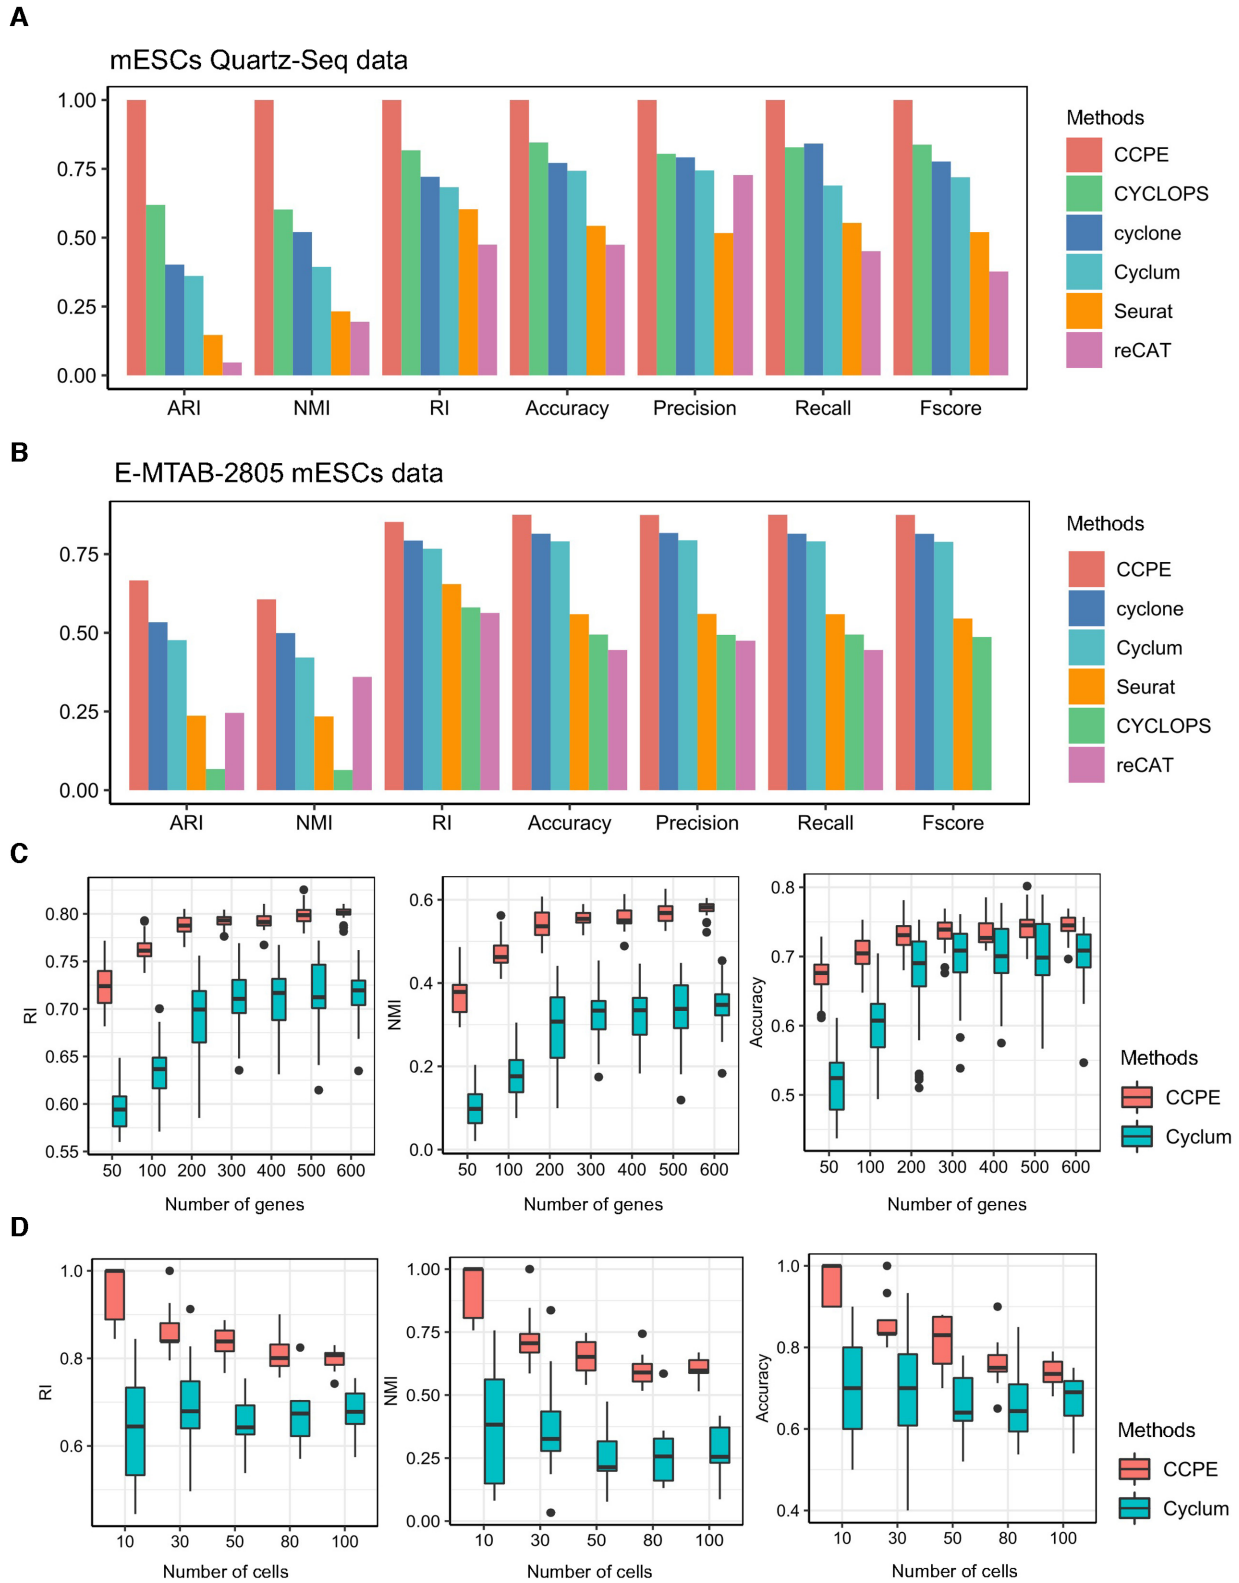 A
mESCs Quartz-Seq data
1.00
0.75
0.50
0.25
0.00
ARI NMI RI Accuracy Precision Recall Fscore
Methods
CCPE
CYCLOPS
cyclone
Cyclum
Seurat
reCAT
B
E-MTAB-2805 mESCs data
0.75
0.50
0.25
0.00
ARI NMI RI Accuracy Precision Recall Fscore
Methods
CCPE
cyclone
Cyclum
Seurat
CYCLOPS
reCAT
C
RI
0.80
0.75
0.70
0.65
0.60
0.55
50 100 200 300 400 500 600
Number of genes
NMI
0.6
0.4
0.2
0.0
50 100 200 300 400 500 600
Number of genes
Accuracy
0.8
0.7
0.6
0.5
50 100 200 300 400 500 600
Number of genes
Methods
CCPE
Cyclum
D
RI
1.0
0.8
0.6
10 30 50 80 100
Number of cells
NMI
1.00
0.75
0.50
0.25
0.00
10 30 50 80 100
Number of cells
Accuracy
1.0
0.8
0.6
0.4
10 30 50 80 100
Number of cells
Methods
CCPE
Cyclum